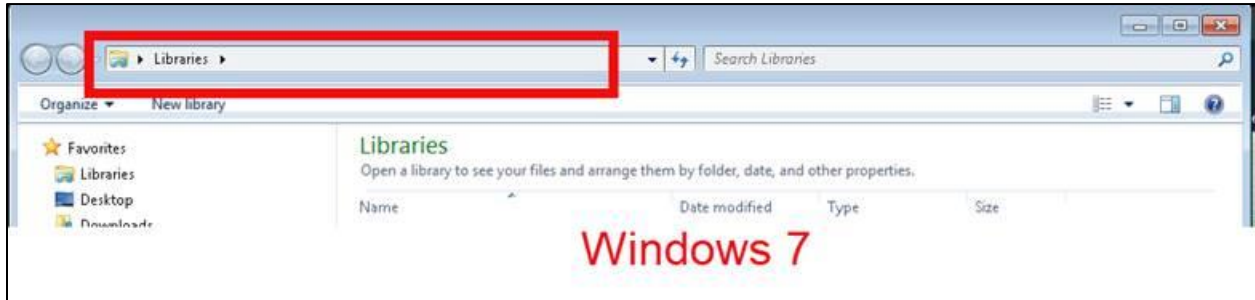 Libraries
Search Libraries
Organize
New library
Favorites
Libraries
Desktop
Downloads
Libraries
Open a library to see your files and arrange them by folder, date, and other properties.
Name Date modified Type Size
Windows 7